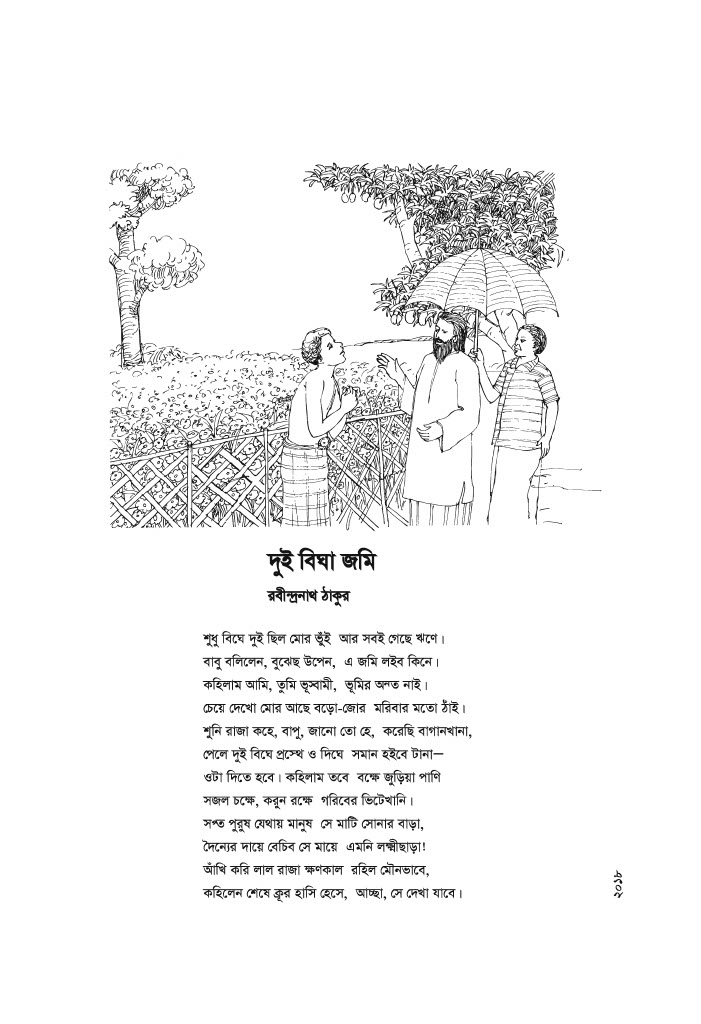 দুই বিঘা জমি
রবীন্দ্রনাথ ঠাকুর
শুধু বিঘে দুই ছিল মোর ভুঁই আর সবই গেছে ঋণে।
বাবু বলিলেন, বুঝেছ উপেন, এ জমি লইব কিনে।
কহিলাম আমি, তুমি ভূস্বামী, ভূমির অন্ত নাই।
চেয়ে দেখো মোর আছে বড়ো-জোর মরিবার মতো ঠাঁই।
শুনি রাজা কহে, বাপু, জানো তো হে, করেছি বাগানখানা,
পেলে দুই বিঘে প্রস্থে ও দিঘে সমান হইবে টানা—
ওটা দিতে হবে। কহিলাম তবে বক্ষে জুড়িয়া পাণি
সজল চক্ষে, করুন রক্ষে গরিবের ভিটেখানি।
সপ্ত পুরুষ যেথায় মানুষ সে মাটি সোনার বাড়া,
দৈন্যের দায়ে বেচিব সে মায়ে এমনি লক্ষ্মীছাড়া!
আঁখি করি লাল রাজা ক্ষণকাল রহিল মৌনভাবে,
কহিলেন শেষে ক্রূর হাসি হেসে, আচ্ছা, সে দেখা যাবে।
২০১৮